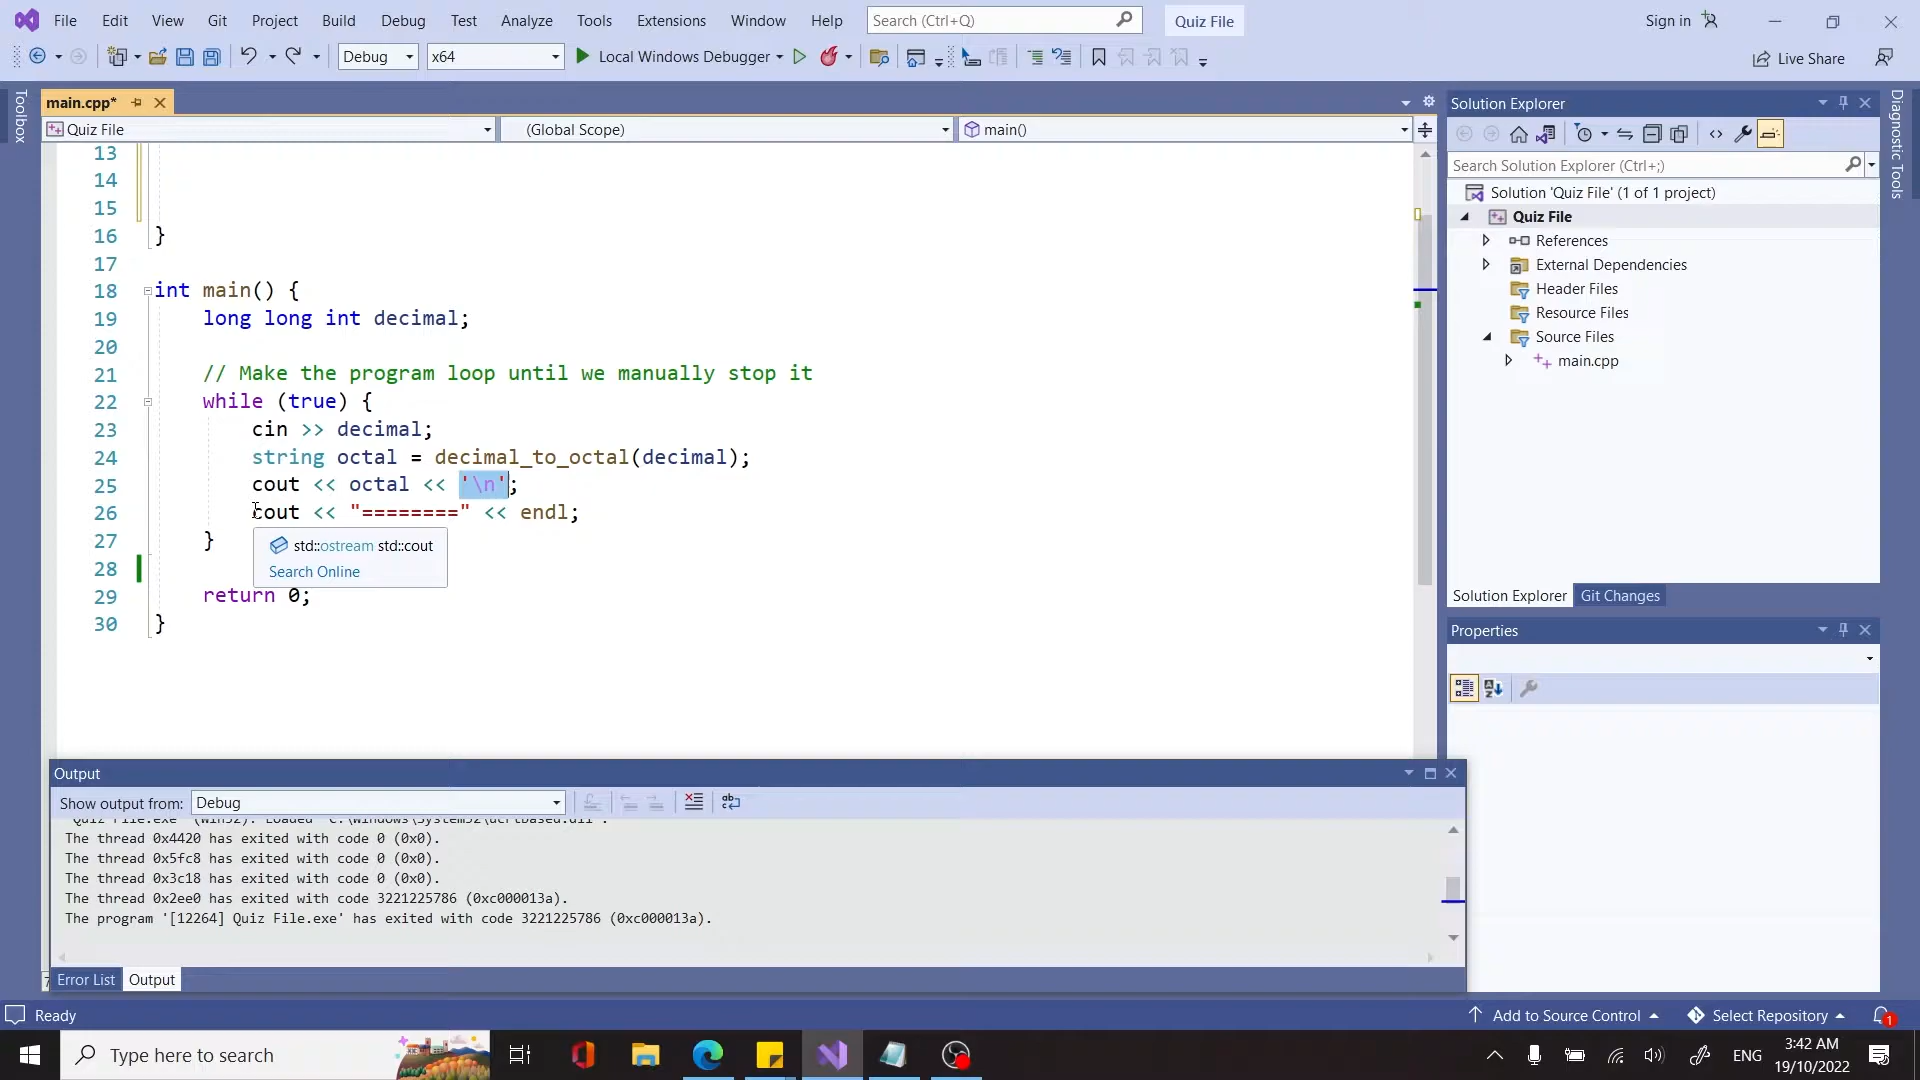 File Edit View Git Project Build Debug Test Analyze Tools Extensions Window Help Search (Ctrl+Q) Quiz File Sign in
Debug x64 Local Windows Debugger Live Share
Toolbox
main.cpp*
Quiz File (Global Scope) main()
13
14
15
16 }
17
18 int main() {
19 long long int decimal;
20
21 // Make the program loop until we manually stop it
22 while (true) {
23 cin >> decimal;
24 string octal = decimal_to_octal(decimal);
25 cout << octal << '\n';
26 cout << "========" << endl;
27 }
28
29 return 0;
30 }
std::ostream std::cout
Search Online
Solution Explorer
Search Solution Explorer (Ctrl+;)
Solution 'Quiz File' (1 of 1 project)
Quiz File
References
External Dependencies
Header Files
Resource Files
Source Files
main.cpp
Solution Explorer Git Changes
Properties
Diagnostic Tools
Output
Show output from: Debug
The thread 0x4420 has exited with code 0 (0x0).
The thread 0x5fc8 has exited with code 0 (0x0).
The thread 0x3c18 has exited with code 0 (0x0).
The thread 0x2ee0 has exited with code 3221225786 (0xc000013a).
The program '[12264] Quiz File.exe' has exited with code 3221225786 (0xc000013a).
Error List Output
Ready Add to Source Control Select Repository 1
Type here to search ENG 3:42 AM
19/10/2022